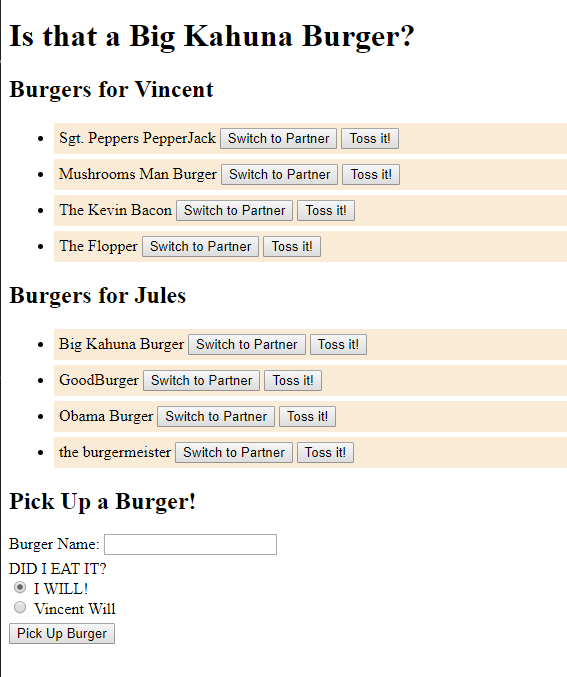 Is that a Big Kahuna Burger?
Burgers for Vincent
Sgt. Peppers PepperJack Switch to Partner Toss it!
Mushrooms Man Burger Switch to Partner Toss it!
The Kevin Bacon Switch to Partner Toss it!
The Flopper Switch to Partner Toss it!
Burgers for Jules
Big Kahuna Burger Switch to Partner Toss it!
GoodBurger Switch to Partner Toss it!
Obama Burger Switch to Partner Toss it!
the burgermeister Switch to Partner Toss it!
Pick Up a Burger!
Burger Name:
DID I EAT IT?
I WILL!
Vincent Will
Pick Up Burger